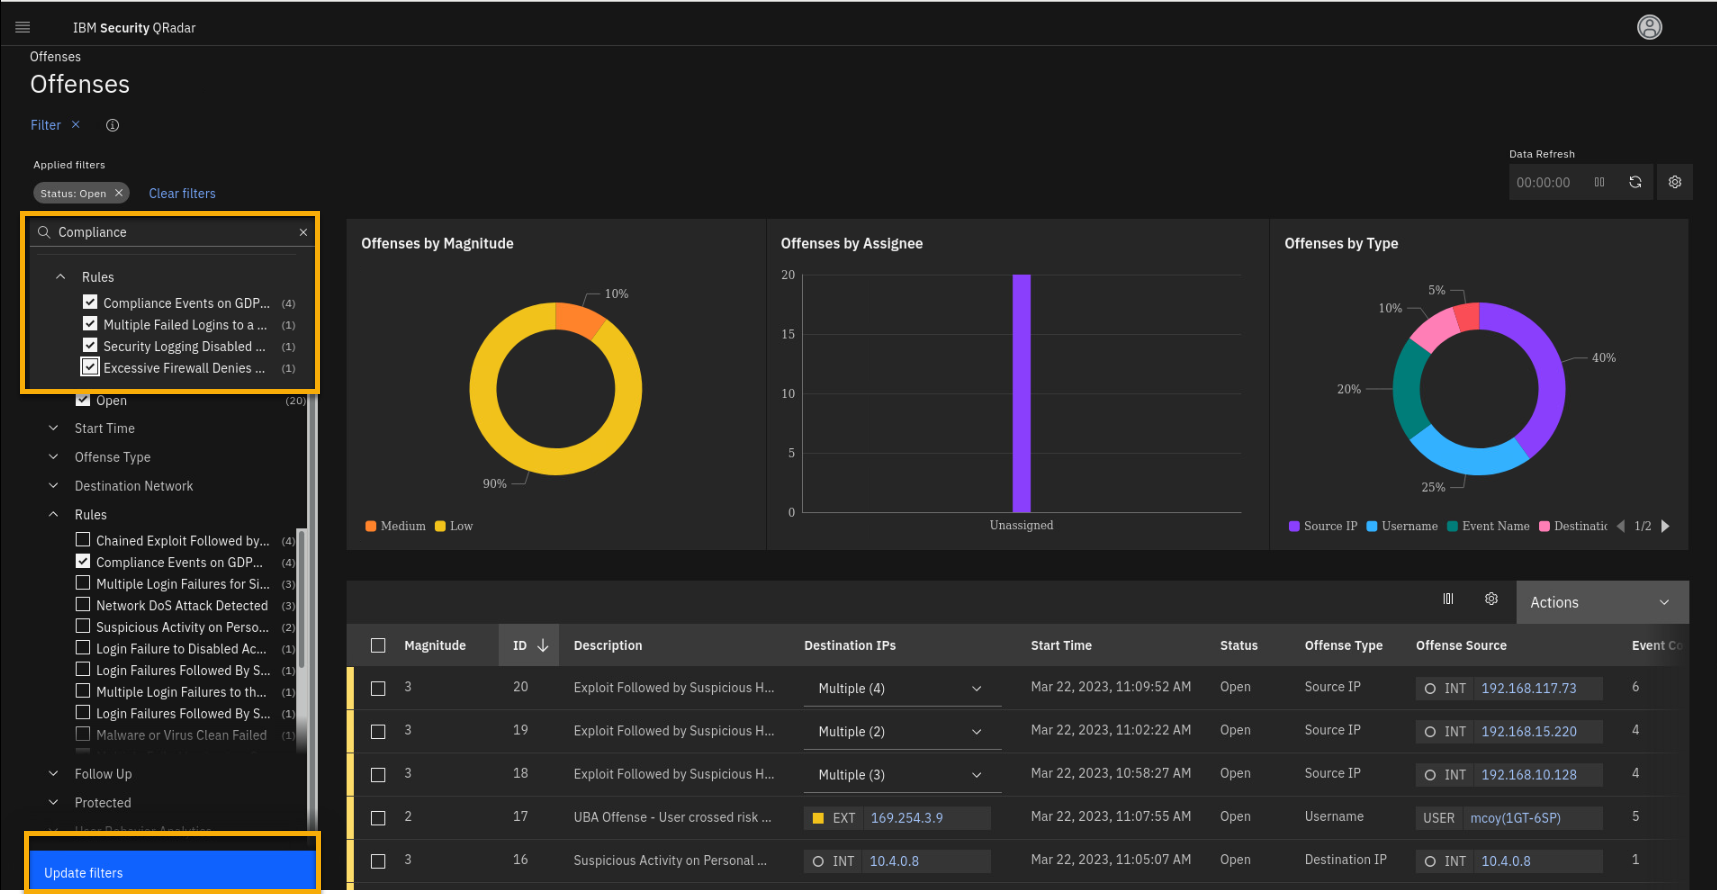 IBM Security QRadar
Offenses
Offenses
Filter
Applied filters
Status: Open
Clear filters
Data Refresh
00:00:00
Compliance
Rules
Compliance Events on GDP... (4)
Multiple Failed Logins to a ... (1)
Security Logging Disabled ... (1)
Excessive Firewall Denies ... (1)
Open (20)
Start Time
Offense Type
Destination Network
Rules
Chained Exploit Followed by... (4)
Compliance Events on GDP... (4)
Multiple Login Failures for Si... (3)
Network DoS Attack Detected (3)
Suspicious Activity on Perso... (2)
Login Failure to Disabled Ac... (1)
Login Failures Followed By S... (1)
Multiple Login Failures to th... (1)
Login Failures Followed By S... (1)
Malware or Virus Clean Failed (1)
Follow Up
Protected
User Behavior Analytics
Update filters
Offenses by Magnitude
10%
90%
Medium Low
Offenses by Assignee
20
15
10
5
0
Unassigned
Offenses by Type
5%
10%
40%
20%
25%
Source IP Username Event Name Destinatic 1/2
Actions
Magnitude ID Description Destination IPs Start Time Status Offense Type Offense Source Event Co
3 20 Exploit Followed by Suspicious H... Multiple (4) Mar 22, 2023, 11:09:52 AM Open Source IP INT 192.168.117.73 6
3 19 Exploit Followed by Suspicious H... Multiple (2) Mar 22, 2023, 11:02:22 AM Open Source IP INT 192.168.15.220 4
3 18 Exploit Followed by Suspicious H... Multiple (3) Mar 22, 2023, 10:58:27 AM Open Source IP INT 192.168.10.128 4
2 17 UBA Offense - User crossed risk ... EXT 169.254.3.9 Mar 22, 2023, 11:07:55 AM Open Username USER mcoy(1GT-6SP) 5
3 16 Suspicious Activity on Personal ... INT 10.4.0.8 Mar 22, 2023, 11:05:07 AM Open Destination IP INT 10.4.0.8 1